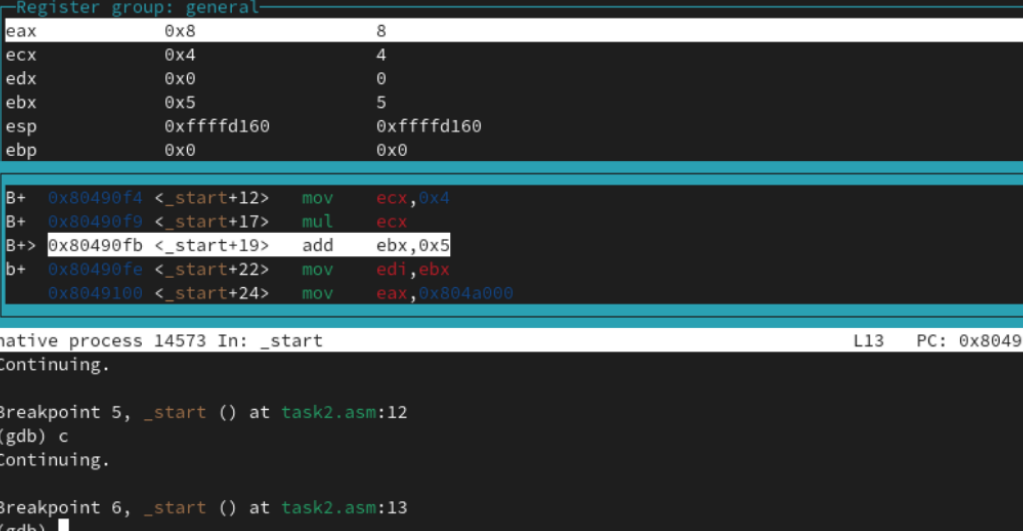 Register group: general
eax 0x8 8
ecx 0x4 4
edx 0x0 0
ebx 0x5 5
esp 0xffffd160 0xffffd160
ebp 0x0 0x0
B+ 0x80490f4 <_start+12> mov ecx,0x4
B+ 0x80490f9 <_start+17> mul ecx
B+> 0x80490fb <_start+19> add ebx,0x5
b+ 0x80490fe <_start+22> mov edi,ebx
0x8049100 <_start+24> mov eax,0x804a000
native process 14573 In: _start L13 PC: 0x8049
Continuing.
Breakpoint 5, _start () at task2.asm:12
(gdb) c
Continuing.
Breakpoint 6, _start () at task2.asm:13
(gdb)